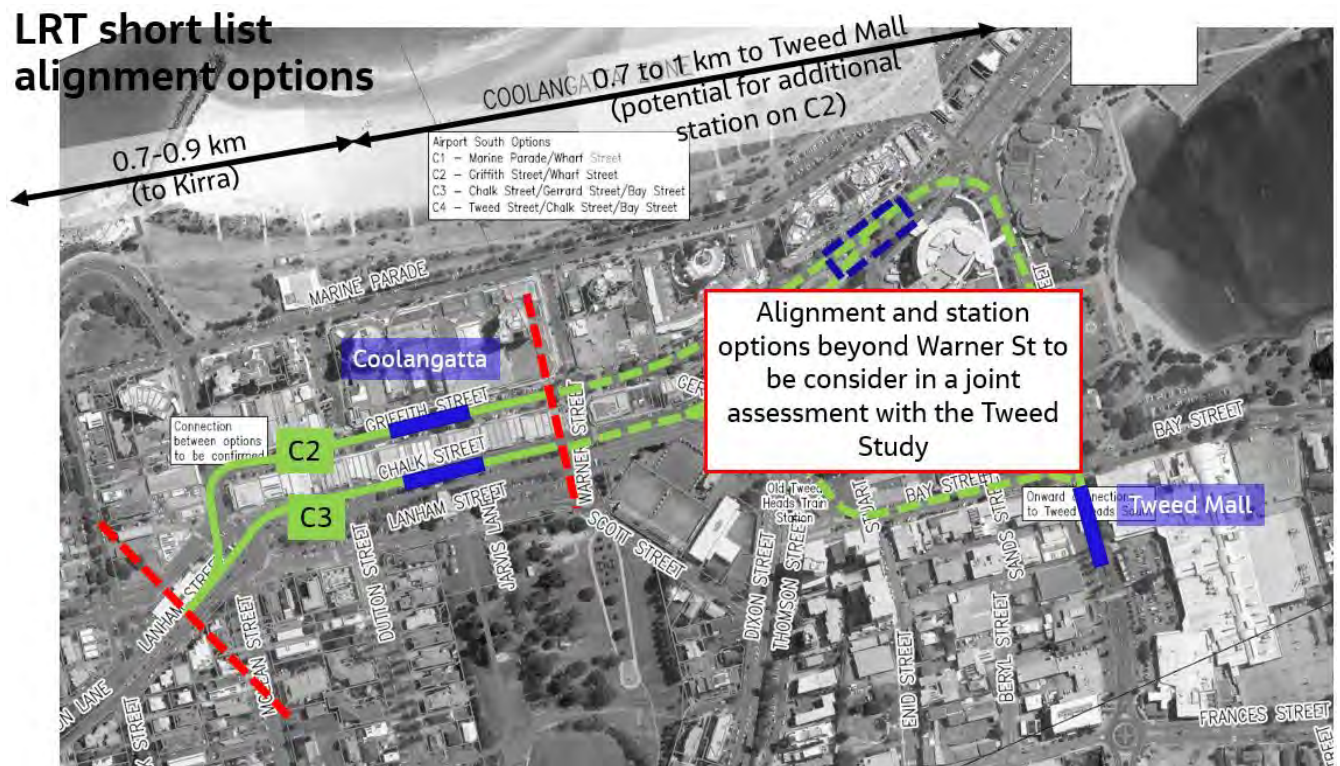 LRT short list
alignment options
0.7-0.9 km
(to Kirra)
0.7 to 1 km to Tweed Mall
(potential for additional
station on C2)
Airport South Options
C1 – Marine Parade/Wharf Street
C2 – Griffith Street/Wharf Street
C3 – Chalk Street/Gerrard Street/Bay Street
C4 – Tweed Street/Chalk Street/Bay Street
MARINE PARADE
Coolangatta
GRIFFITH STREET
Connection
between options
to be confirmed
C2
CHALK STREET
C3
LANHAM STREET
WARNER STREET
Alignment and station
options beyond Warner St to
be consider in a joint
assessment with the Tweed
Study
BAY STREET
Old Tweed
Heads Train
Station
BAY STREET
Onward connection
to Tweed Heads
Tweed Mall
SCOTT STREET
JARVIS LANE
DUTTON STREET
LANHAM STREET
MCLEAN STREET
DIXON STREET
THOMSON STREET
STUART
SANDS
END STREET
BERYL STREET
FRANCES STREET
LANE
STREET
STREET